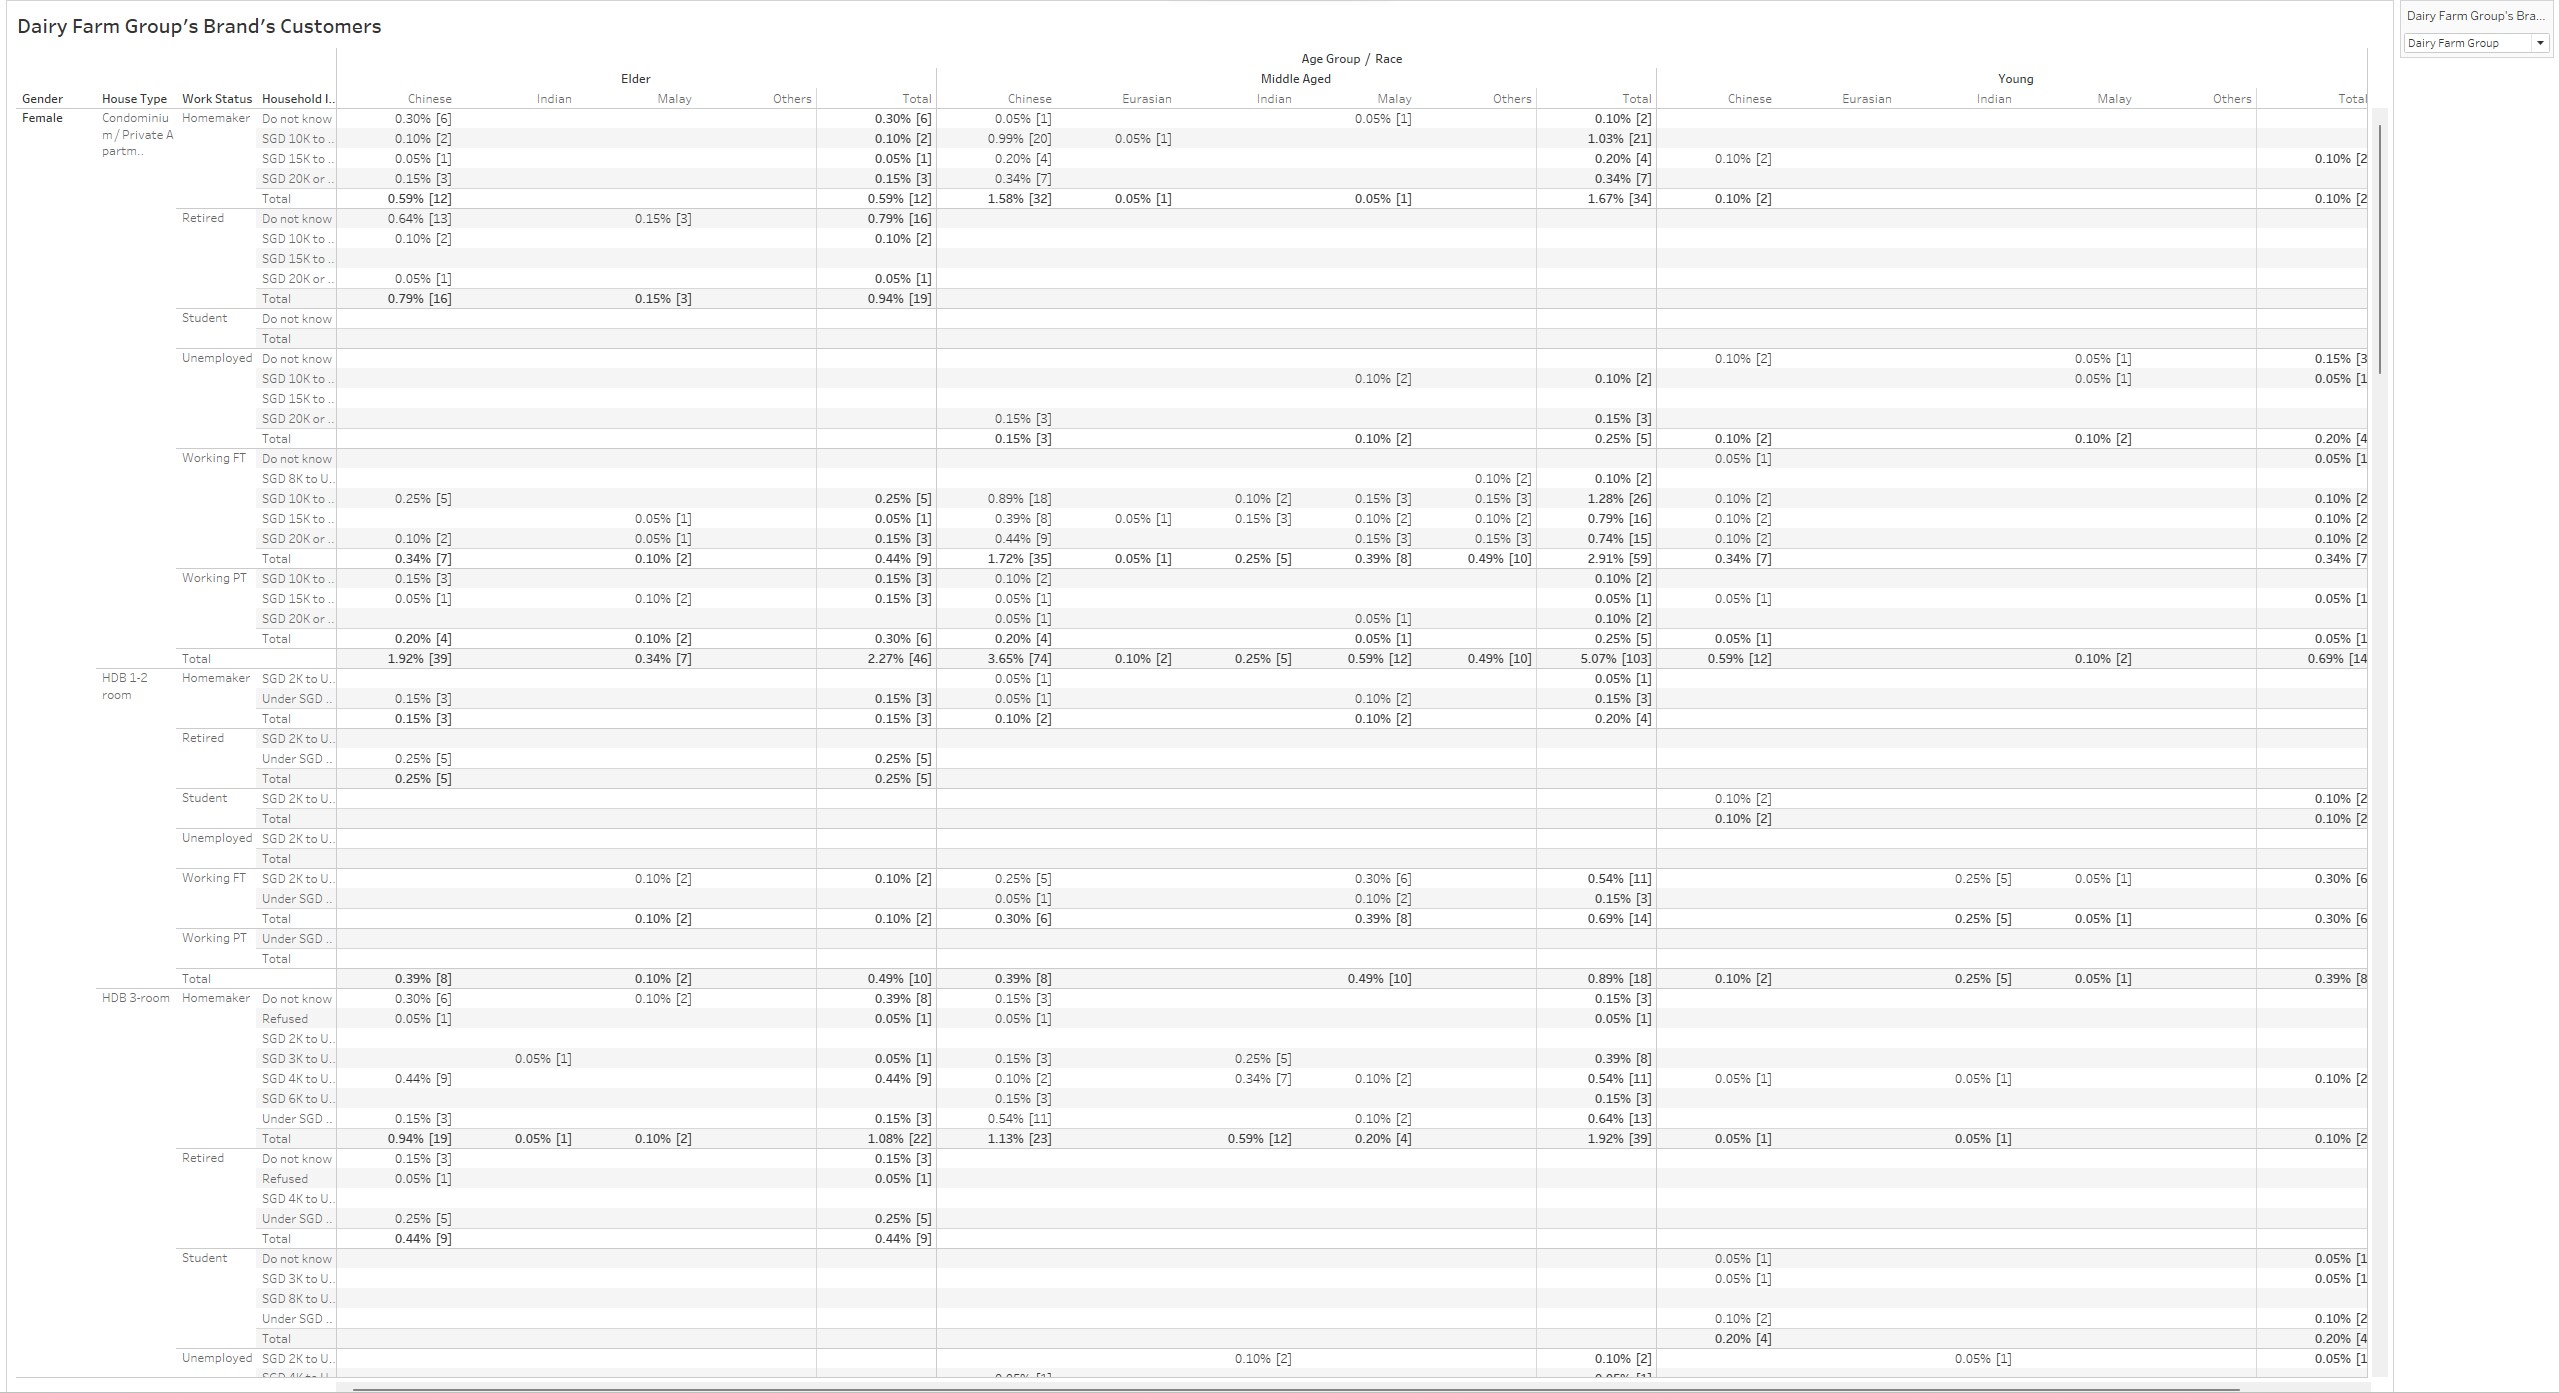 Dairy Farm Group's Brand's Customers
Dairy Farm Group's Bra...
Dairy Farm Group
Age Group / Race
Elder Middle Aged Young
Gender House Type Work Status Household I.. Chinese Indian Malay Others Total Chinese Eurasian Indian Malay Others Total Chinese Eurasian Indian Malay Others Total
Female Condominiu Homemaker Do not know 0.30% [6] 0.30% [6] 0.05% [1] 0.05% [1] 0.10% [2]
m/ Private A SGD 10K to .. 0.10% [2] 0.10% [2] 0.99% [20] 0.05% [1] 1.03% [21]
partm.. SGD 15K to .. 0.05% [1] 0.05% [1] 0.20% [4] 0.20% [4] 0.10% [2] 0.10% [2
SGD 20K or .. 0.15% [3] 0.15% [3] 0.34% [7] 0.34% [7]
Total 0.59% [12] 0.59% [12] 1.58% [32] 0.05% [1] 0.05% [1] 1.67% [34] 0.10% [2] 0.10% [2
Retired Do not know 0.64% [13] 0.15% [3] 0.79% [16]
SGD 10K to .. 0.10% [2] 0.10% [2]
SGD 15K to ..
SGD 20K or .. 0.05% [1] 0.05% [1]
Total 0.79% [16] 0.15% [3] 0.94% [19]
Student Do not know
Total
Unemployed Do not know 0.10% [2] 0.05% [1] 0.15% [3
SGD 10K to .. 0.10% [2] 0.10% [2] 0.05% [1] 0.05% [1
SGD 15K to ..
SGD 20K or .. 0.15% [3] 0.15% [3]
Total 0.15% [3] 0.10% [2] 0.25% [5] 0.10% [2] 0.10% [2] 0.20% [4
Working FT Do not know 0.05% [1] 0.05% [1
SGD 8K to U.. 0.10% [2] 0.10% [2]
SGD 10K to .. 0.25% [5] 0.25% [5] 0.89% [18] 0.10% [2] 0.15% [3] 0.15% [3] 1.28% [26] 0.10% [2] 0.10% [2
SGD 15K to .. 0.05% [1] 0.05% [1] 0.39% [8] 0.05% [1] 0.15% [3] 0.10% [2] 0.10% [2] 0.79% [16] 0.10% [2] 0.10% [2
SGD 20K or .. 0.10% [2] 0.05% [1] 0.15% [3] 0.44% [9] 0.15% [3] 0.15% [3] 0.74% [15] 0.10% [2] 0.10% [2
Total 0.34% [7] 0.10% [2] 0.44% [9] 1.72% [35] 0.05% [1] 0.25% [5] 0.39% [8] 0.49% [10] 2.91% [59] 0.34% [7] 0.34% [7
Working PT SGD 10K to .. 0.15% [3] 0.15% [3] 0.10% [2] 0.10% [2]
SGD 15K to .. 0.05% [1] 0.10% [2] 0.15% [3] 0.05% [1] 0.05% [1] 0.05% [1] 0.05% [1
SGD 20K or .. 0.05% [1] 0.05% [1] 0.10% [2]
Total 0.20% [4] 0.10% [2] 0.30% [6] 0.20% [4] 0.05% [1] 0.25% [5] 0.05% [1] 0.05% [1
Total 1.92% [39] 0.34% [7] 2.27% [46] 3.65% [74] 0.10% [2] 0.25% [5] 0.59% [12] 0.49% [10] 5.07% [103] 0.59% [12] 0.10% [2] 0.69% [14
HDB 1-2 Homemaker SGD 2K to U.. 0.05% [1] 0.05% [1]
room Under SGD .. 0.15% [3] 0.15% [3] 0.05% [1] 0.10% [2] 0.15% [3]
Total 0.15% [3] 0.15% [3] 0.10% [2] 0.10% [2] 0.20% [4]
Retired SGD 2K to U..
Under SGD .. 0.25% [5] 0.25% [5]
Total 0.25% [5] 0.25% [5]
Student SGD 2K to U.. 0.10% [2] 0.10% [2
Total 0.10% [2] 0.10% [2
Unemployed SGD 2K to U..
Total
Working FT SGD 2K to U.. 0.10% [2] 0.10% [2] 0.25% [5] 0.30% [6] 0.54% [11] 0.25% [5] 0.05% [1] 0.30% [6
Under SGD .. 0.05% [1] 0.10% [2] 0.15% [3]
Total 0.10% [2] 0.10% [2] 0.30% [6] 0.39% [8] 0.69% [14] 0.25% [5] 0.05% [1] 0.30% [6
Working PT Under SGD ..
Total
Total 0.39% [8] 0.10% [2] 0.49% [10] 0.39% [8] 0.49% [10] 0.89% [18] 0.10% [2] 0.25% [5] 0.05% [1] 0.39% [8
HDB 3-room Homemaker Do not know 0.30% [6] 0.10% [2] 0.39% [8] 0.15% [3] 0.15% [3]
Refused 0.05% [1] 0.05% [1] 0.05% [1] 0.05% [1]
SGD 2K to U..
SGD 3K to U.. 0.05% [1] 0.05% [1] 0.15% [3] 0.25% [5] 0.39% [8]
SGD 4K to U.. 0.44% [9] 0.44% [9] 0.10% [2] 0.34% [7] 0.10% [2] 0.54% [11] 0.05% [1] 0.05% [1] 0.10% [2
SGD 6K to U.. 0.15% [3] 0.15% [3]
Under SGD .. 0.15% [3] 0.15% [3] 0.54% [11] 0.10% [2] 0.64% [13]
Total 0.94% [19] 0.05% [1] 0.10% [2] 1.08% [22] 1.13% [23] 0.59% [12] 0.20% [4] 1.92% [39] 0.05% [1] 0.05% [1] 0.10% [2
Retired Do not know 0.15% [3] 0.15% [3]
Refused 0.05% [1] 0.05% [1]
SGD 4K to U..
Under SGD .. 0.25% [5] 0.25% [5]
Total 0.44% [9] 0.44% [9]
Student Do not know 0.05% [1] 0.05% [1
SGD 3K to U.. 0.05% [1] 0.05% [1
SGD 8K to U..
Under SGD .. 0.10% [2] 0.10% [2
Total 0.20% [4] 0.20% [4
Unemployed SGD 2K to U.. 0.10% [2] 0.10% [2] 0.05% [1] 0.05% [1